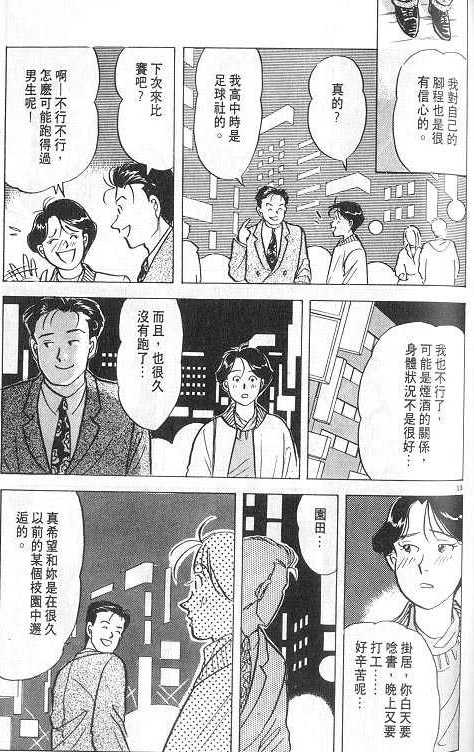 我對自己的
腳程也是很
有信心的。
真的?
我高中時是
足球社的。
下次來比
賽吧?
啊—不行不行,
怎麼可能跑得過
男生呢!
我也不行了,
可能是煙酒的關係,
身體狀況不是很好…
而且,也很久
沒有跑了…
13
掛居,你白天要
唸書,晚上又要
打工……
好辛苦呢…
園田…
真希望和妳是在很久
以前的某個校園中邂
逅的。